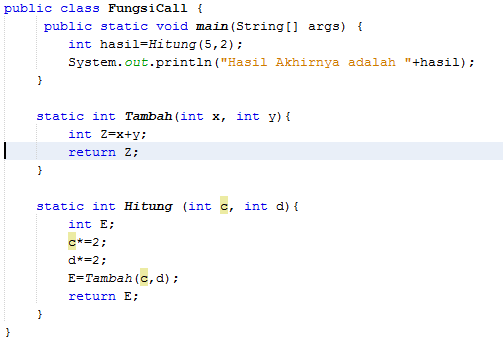 public class FungsiCall {
    public static void main(String[] args) {
        int hasil=Hitung(5,2);
        System.out.println("Hasil Akhirnya adalah "+hasil);
    }

    static int Tambah(int x, int y){
        int Z=x+y;
        return Z;
    }

    static int Hitung (int c, int d){
        int E;
        c*=2;
        d*=2;
        E=Tambah(c,d);
        return E;
    }
}